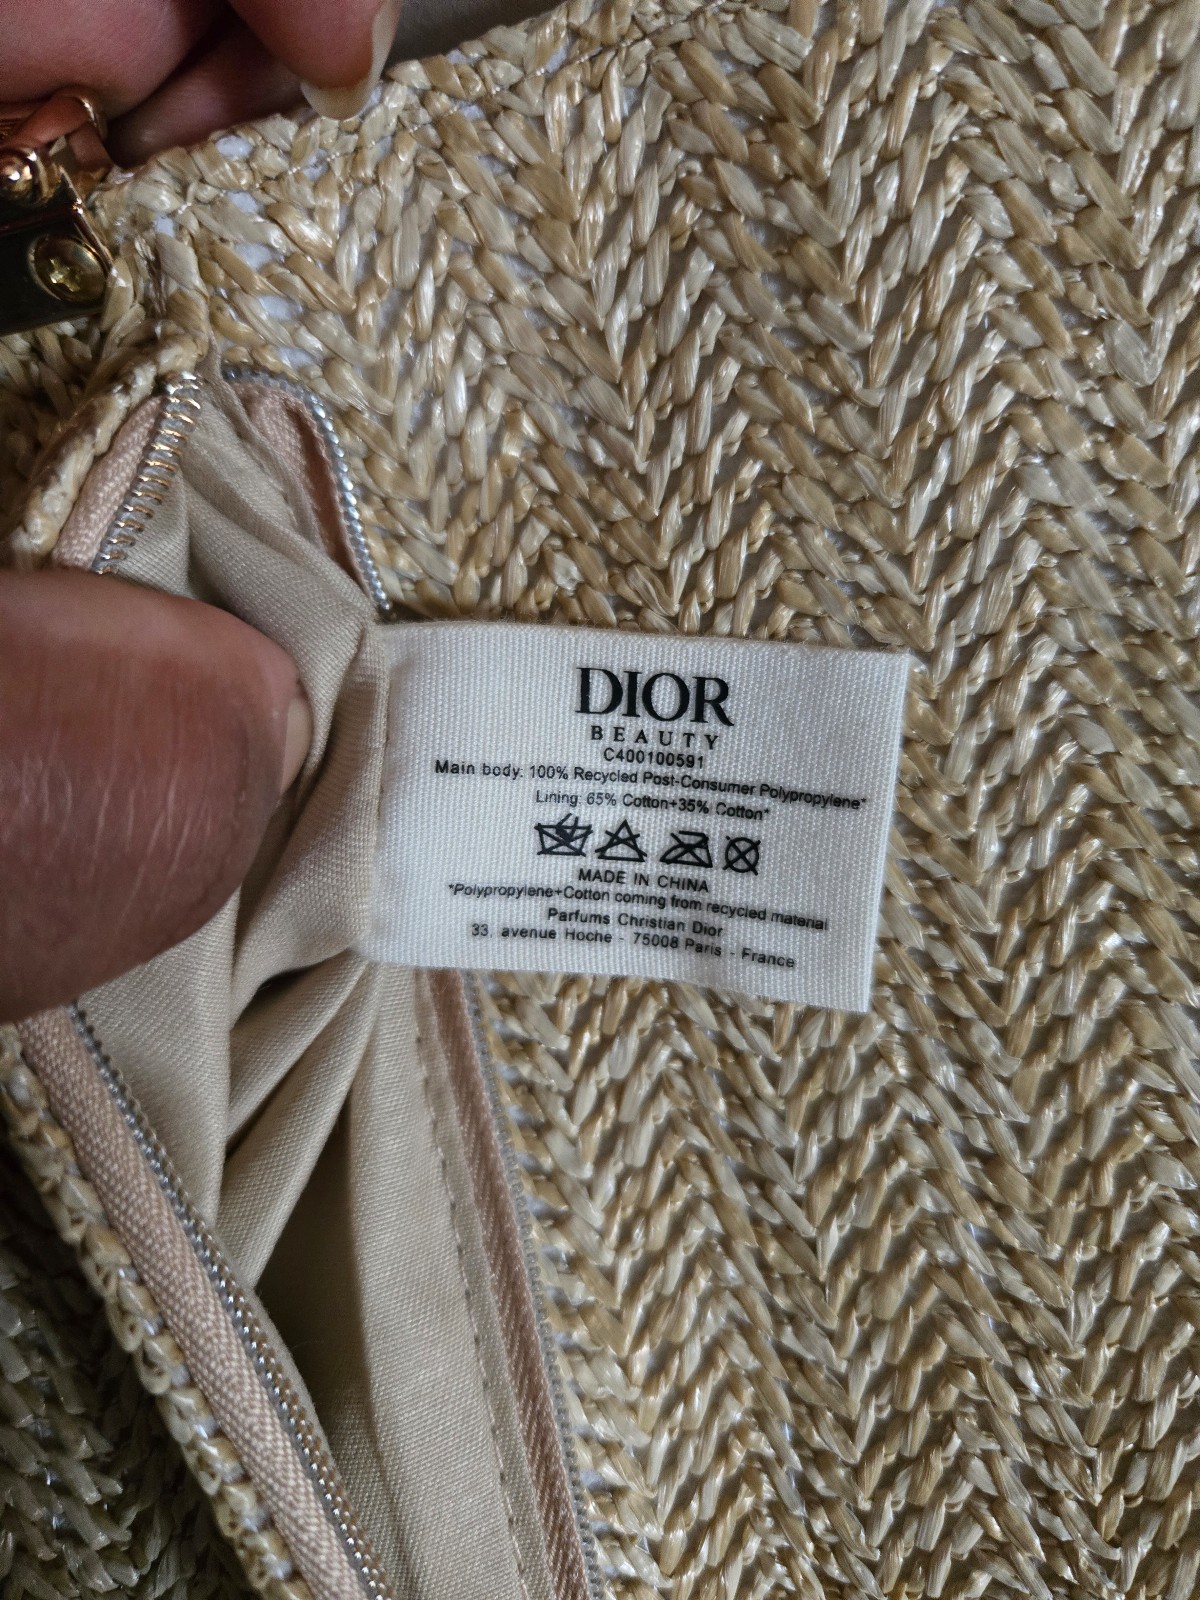 DIOR
BEAUTY
C400100591
Main body: 100% Recycled Post-Consumer Polypropylene*
Lining: 65% Cotton+35% Cotton*
MADE IN CHINA
*Polypropylene+Cotton coming from recycled material
Parfums Christian Dior
33, avenue Hoche - 75008 Paris - France